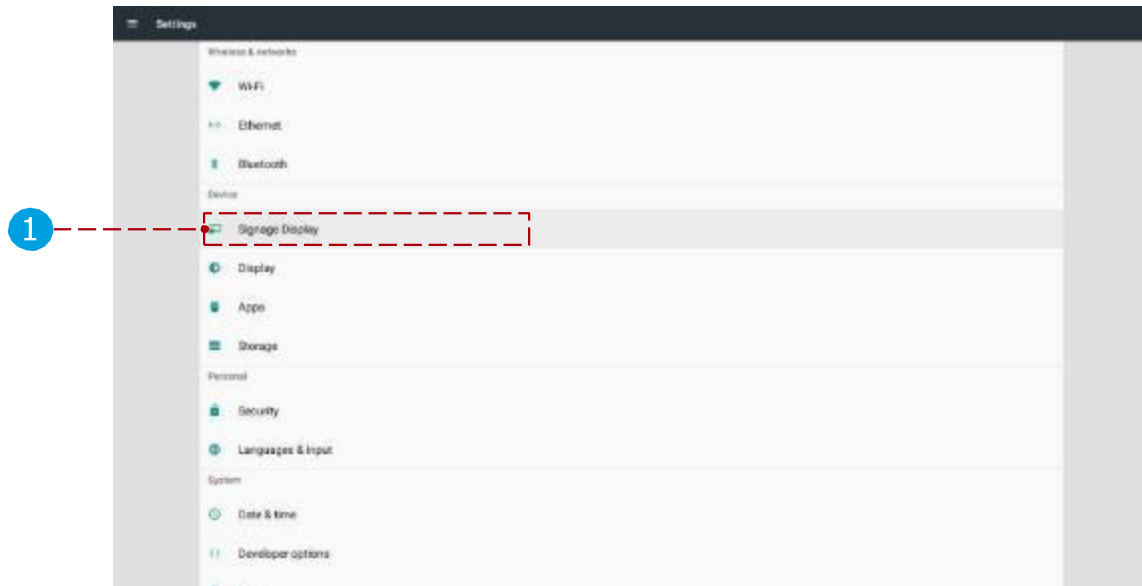 Settings
Wireless & networks
Wi-Fi
Ethernet
Bluetooth
Device
1
Signage Display
Display
Apps
Storage
Personal
Security
Languages & input
System
Date & time
Developer options